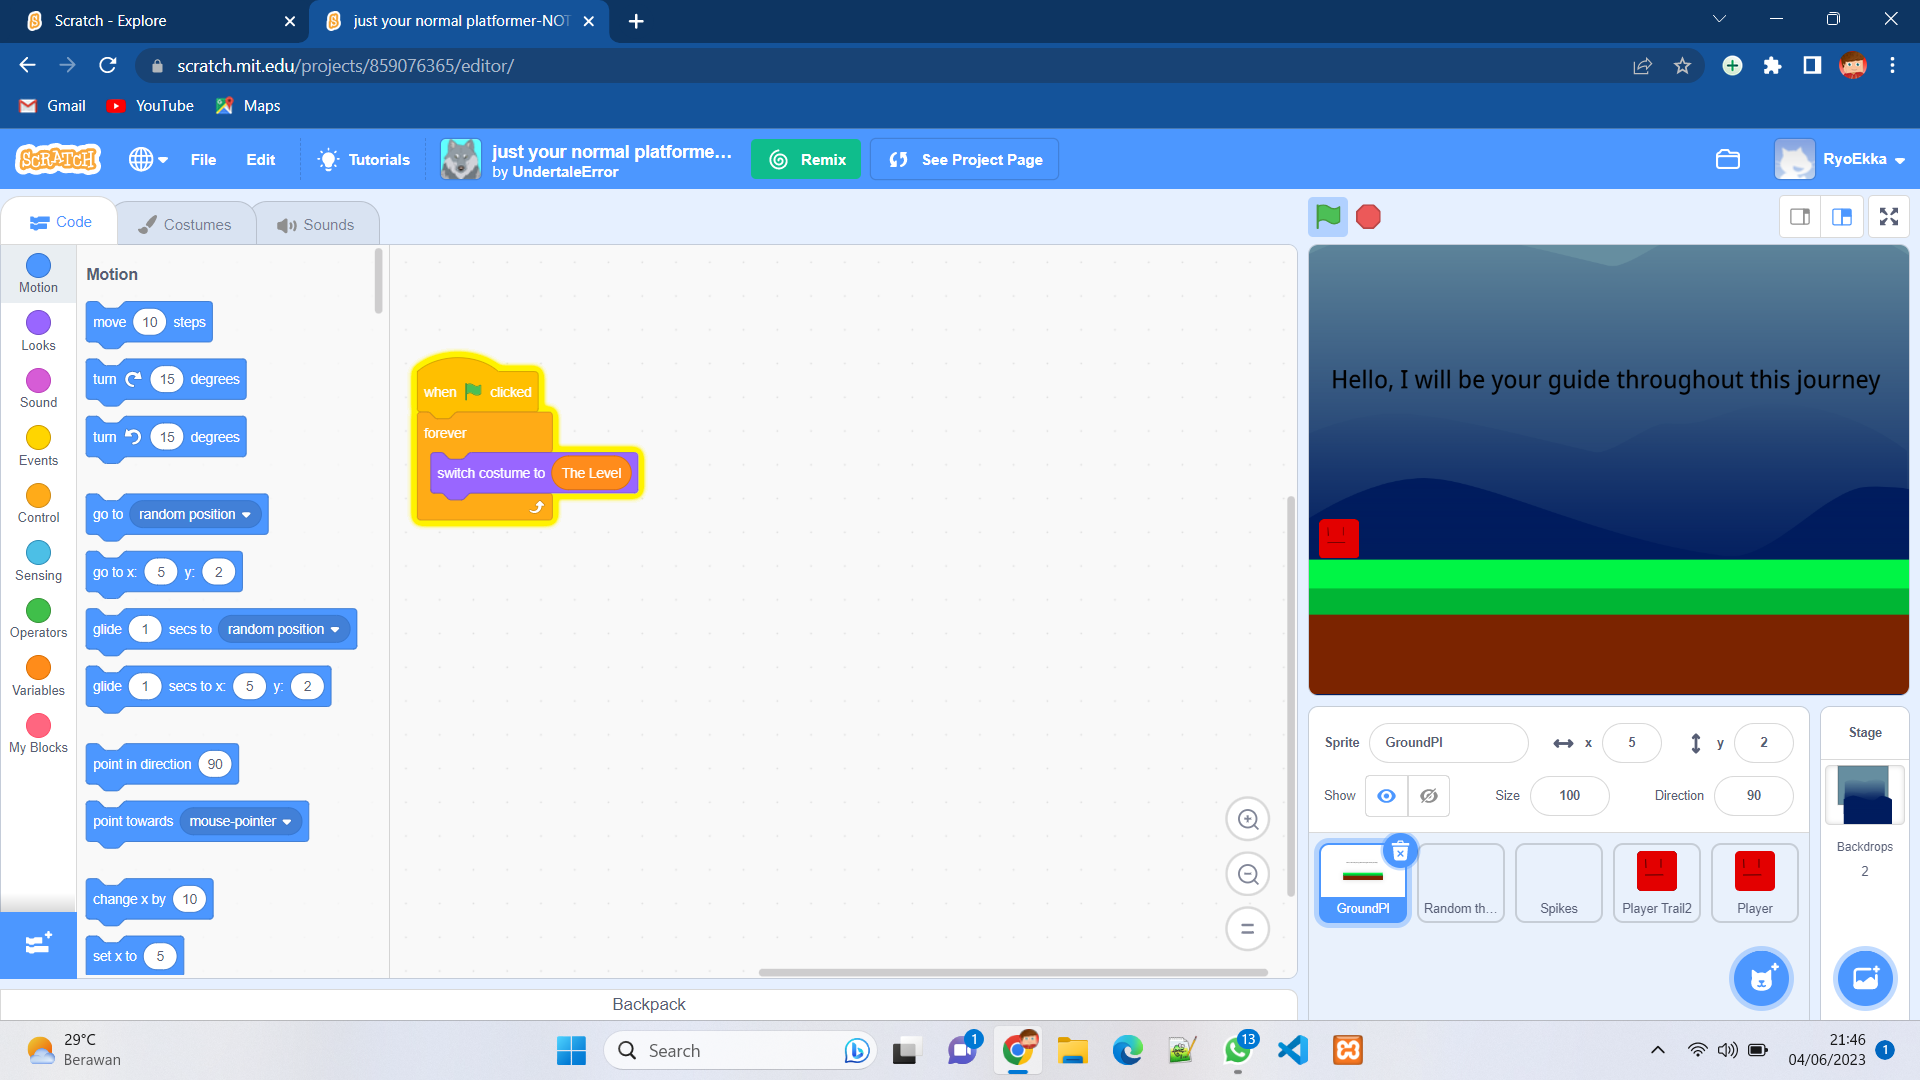 Scratch - Explore
just your normal platformer-NOT
scratch.mit.edu/projects/859076365/editor/
Gmail
YouTube
Maps
SCRATCH
File
Edit
Tutorials
just your normal platforme...
by UndertaleError
Remix
See Project Page
RyoEkka
Code
Costumes
Sounds
Motion
Looks
Sound
Events
Control
Sensing
Operators
Variables
My Blocks
Motion
move 10 steps
turn 15 degrees
turn 15 degrees
go to random position
go to x: 5 y: 2
glide 1 secs to random position
glide 1 secs to x: 5 y: 2
point in direction 90
point towards mouse-pointer
change x by 10
set x to 5
when clicked
forever
switch costume to The Level
Backpack
Hello, I will be your guide throughout this journey
Sprite GroundPl x 5 y 2
Show Size 100 Direction 90
GroundPl
Random th...
Spikes
Player Trail2
Player
Stage
Backdrops
2
29°C
Berawan
Search
1
13
21:46
04/06/2023
1